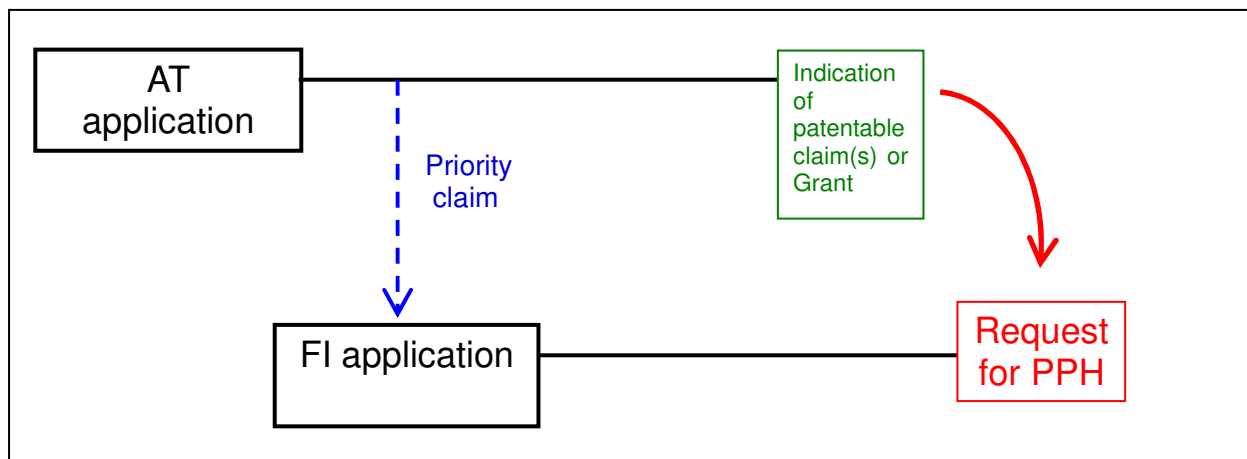 AT
application
Indication
of
patentable
claim(s) or
Grant
Priority
claim
FI application
Request
for PPH